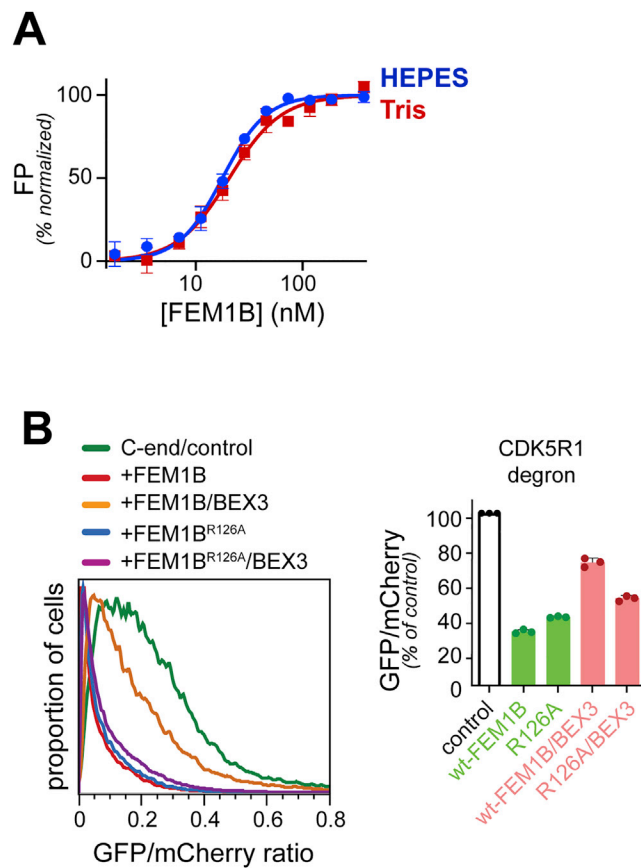 A
HEPES
Tris
FP
(% normalized)
100
50
0
10
100
[FEM1B] (nM)
B
C-end/control
+FEM1B
+FEM1B/BEX3
+FEM1B^R126A
+FEM1B^R126A/BEX3
proportion of cells
0
0.2
0.4
0.6
0.8
GFP/mCherry ratio
CDK5R1
degron
GFP/mCherry
(% of control)
100
80
60
40
20
0
control
wt-FEM1B
R126A
wt-FEM1B/BEX3
R126A/BEX3